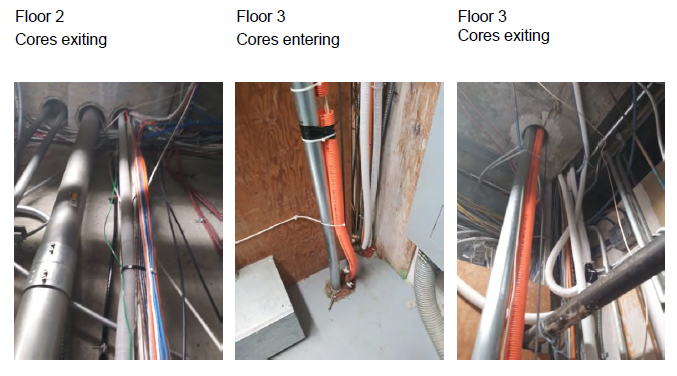 Floor 2
Cores exiting
Floor 3
Cores entering
Floor 3
Cores exiting